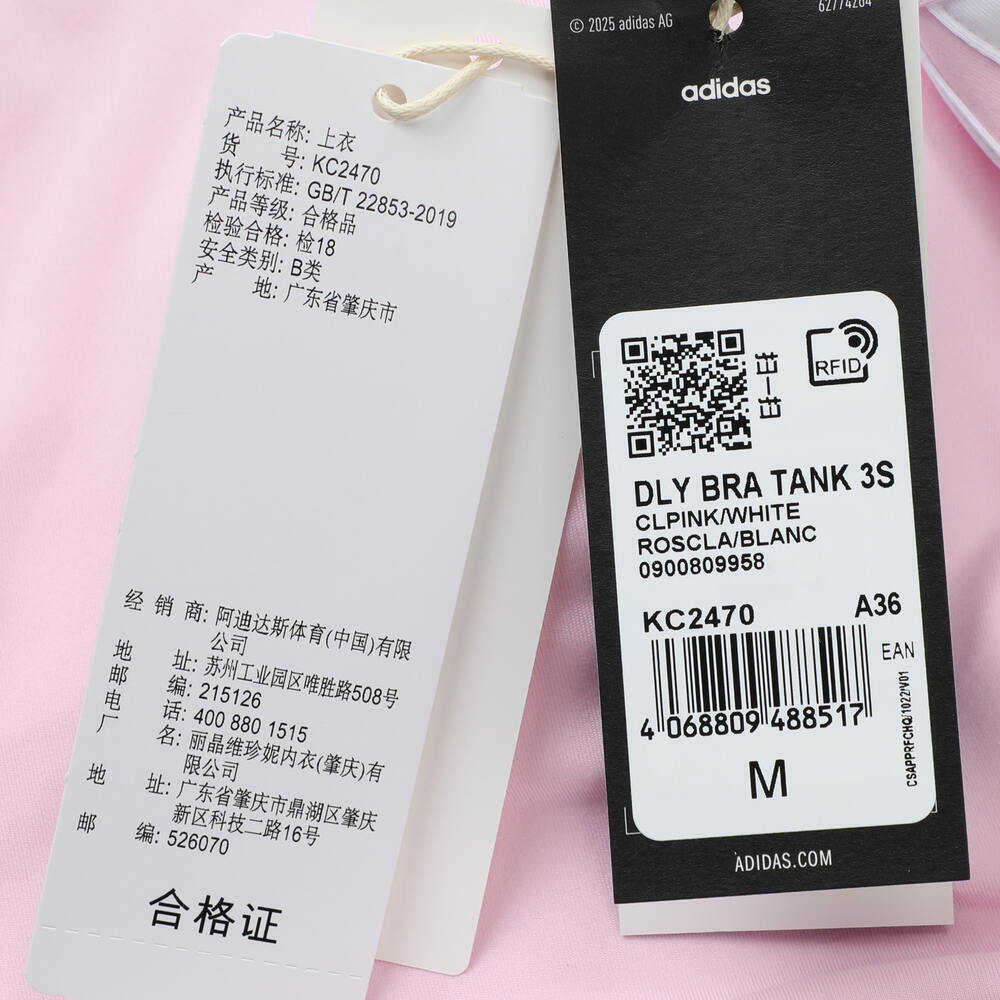 产品名称: 上衣
货 号: KC2470
执行标准: GB/T 22853-2019
产品等级: 合格品
检验合格: 检18
安全类别: B类
产 地: 广东省肇庆市
经 销 商: 阿迪达斯体育(中国)有限
公司
地 址: 苏州工业园区唯胜路508号
邮 编: 215126
电 话: 400 880 1515
厂 名: 丽晶维珍妮内衣(肇庆)有
限公司
地 址: 广东省肇庆市鼎湖区肇庆
新区科技二路16号
邮 编: 526070
合格证
© 2025 adidas AG
adidas
扫一扫
RFID
DLY BRA TANK 3S
CLPINK/WHITE
ROSCLA/BLANC
0900809958
KC2470 A36
EAN
4 068809 488517
CSAPPRFCHQ/1022/V01
M
ADIDAS.COM